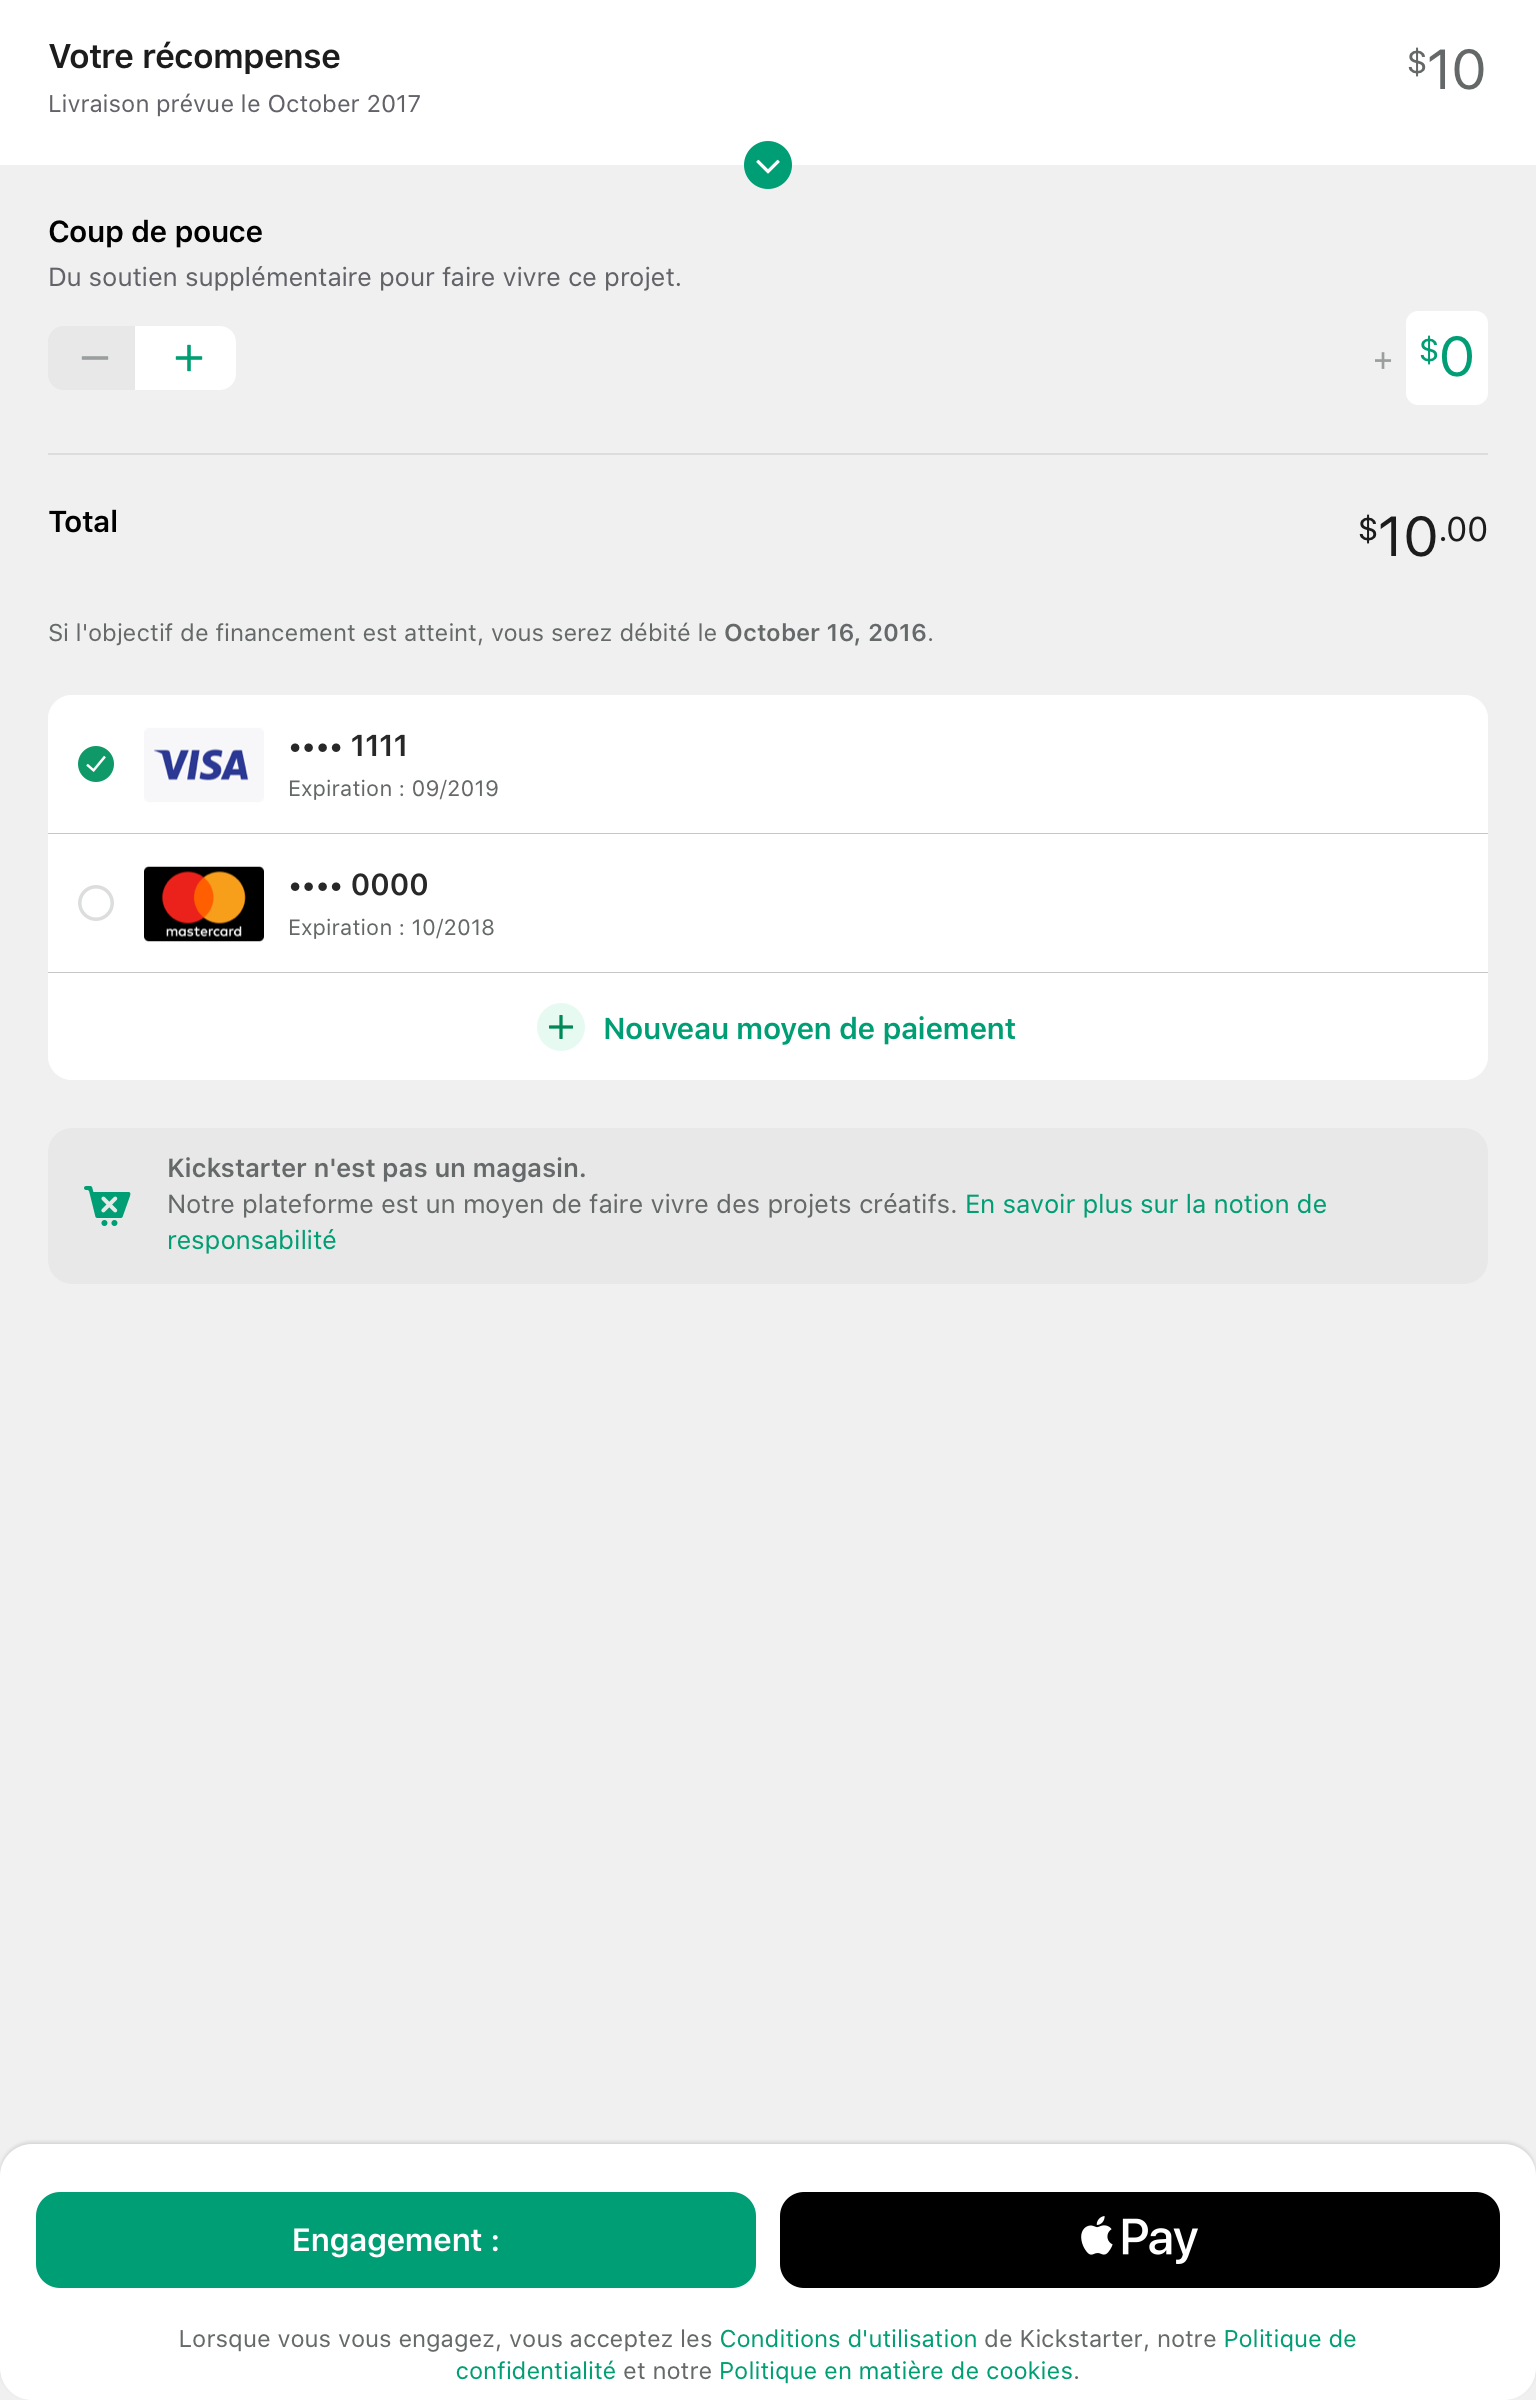 Votre récompense
$10
Livraison prévue le October 2017
Coup de pouce
Du soutien supplémentaire pour faire vivre ce projet.
+ $0
Total
$10.00
Si l'objectif de financement est atteint, vous serez débité le October 16, 2016.
VISA
•••• 1111
Expiration : 09/2019
mastercard
•••• 0000
Expiration : 10/2018
Nouveau moyen de paiement
Kickstarter n'est pas un magasin.
Notre plateforme est un moyen de faire vivre des projets créatifs. En savoir plus sur la notion de
responsabilité
Engagement :
Pay
Lorsque vous vous engagez, vous acceptez les Conditions d'utilisation de Kickstarter, notre Politique de
confidentialité et notre Politique en matière de cookies.